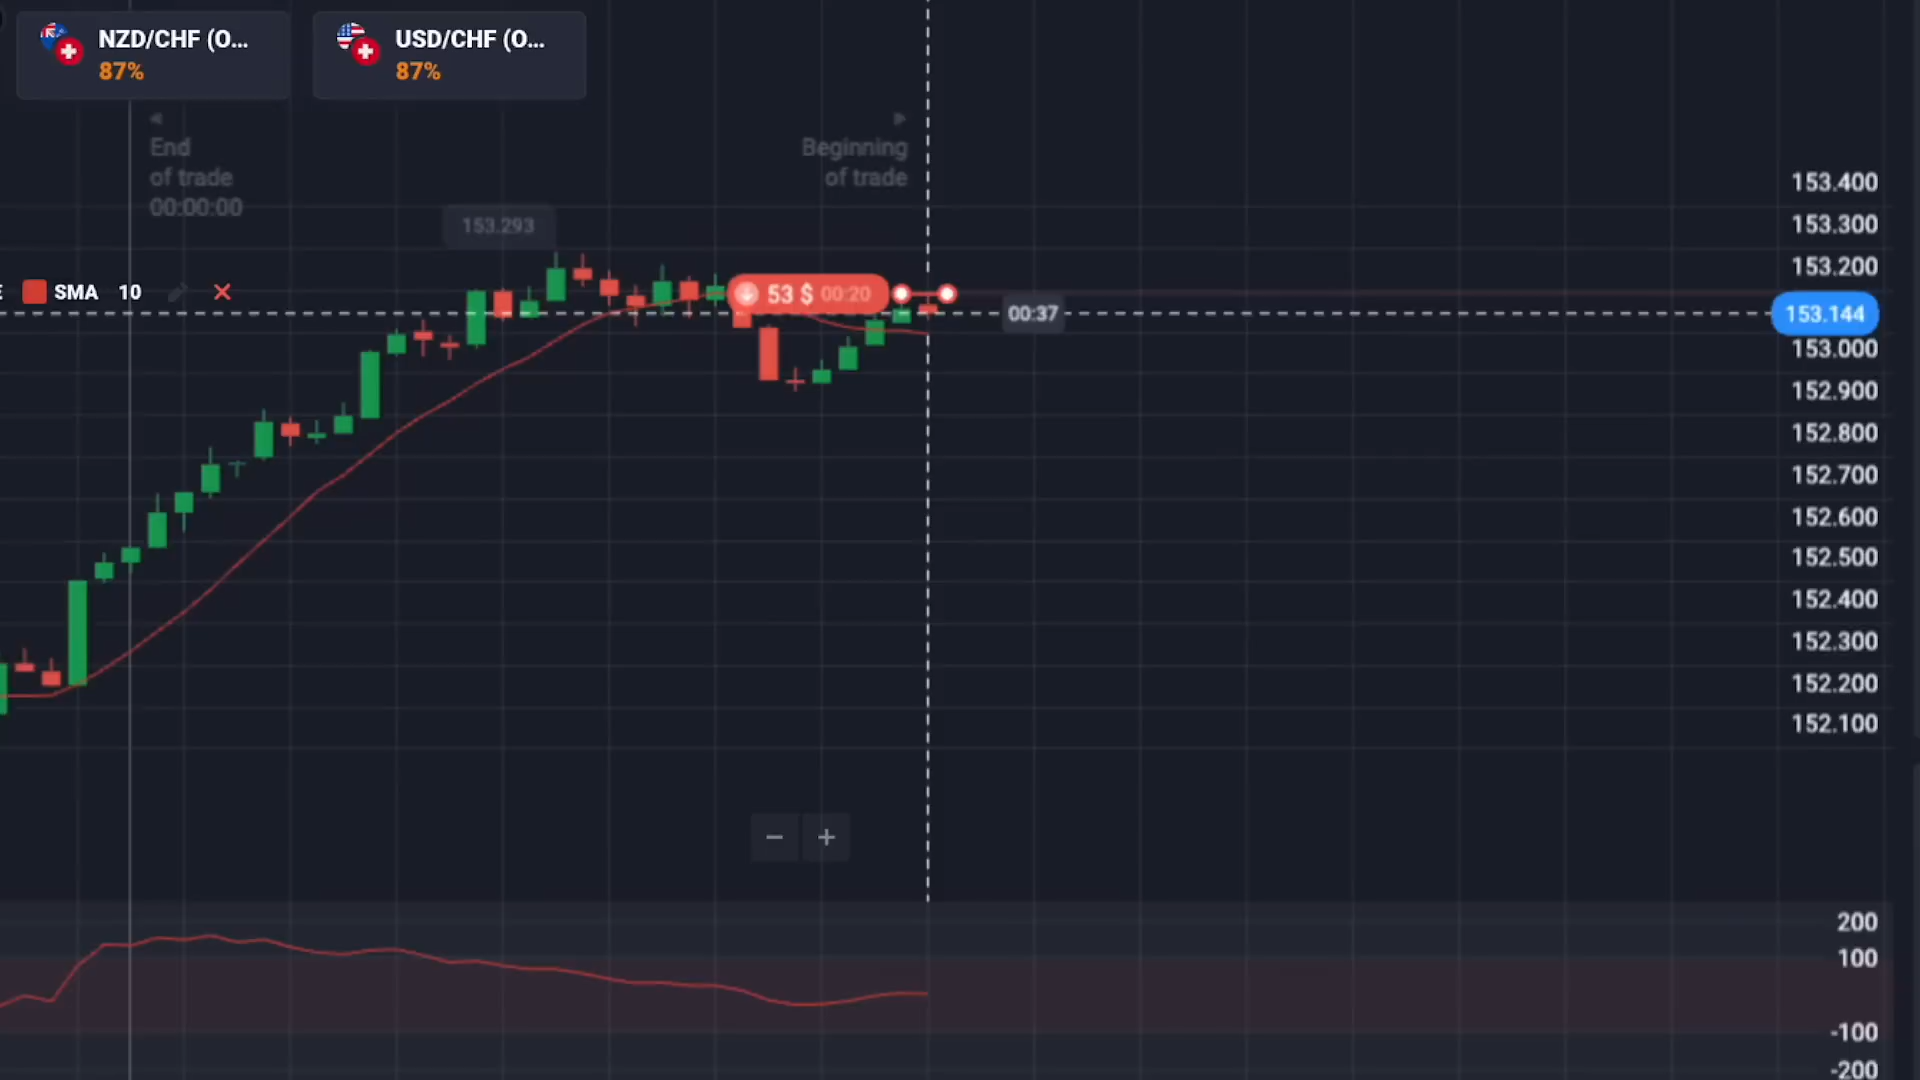 NZD/CHF (O...
87%
USD/CHF (O...
87%
End
of trade
00:00:00
Beginning
of trade
153.293
SMA 10
53 $ 00:20
00:37
153.400
153.300
153.200
153.144
153.000
152.900
152.800
152.700
152.600
152.500
152.400
152.300
152.200
152.100
200
100
-100
-200